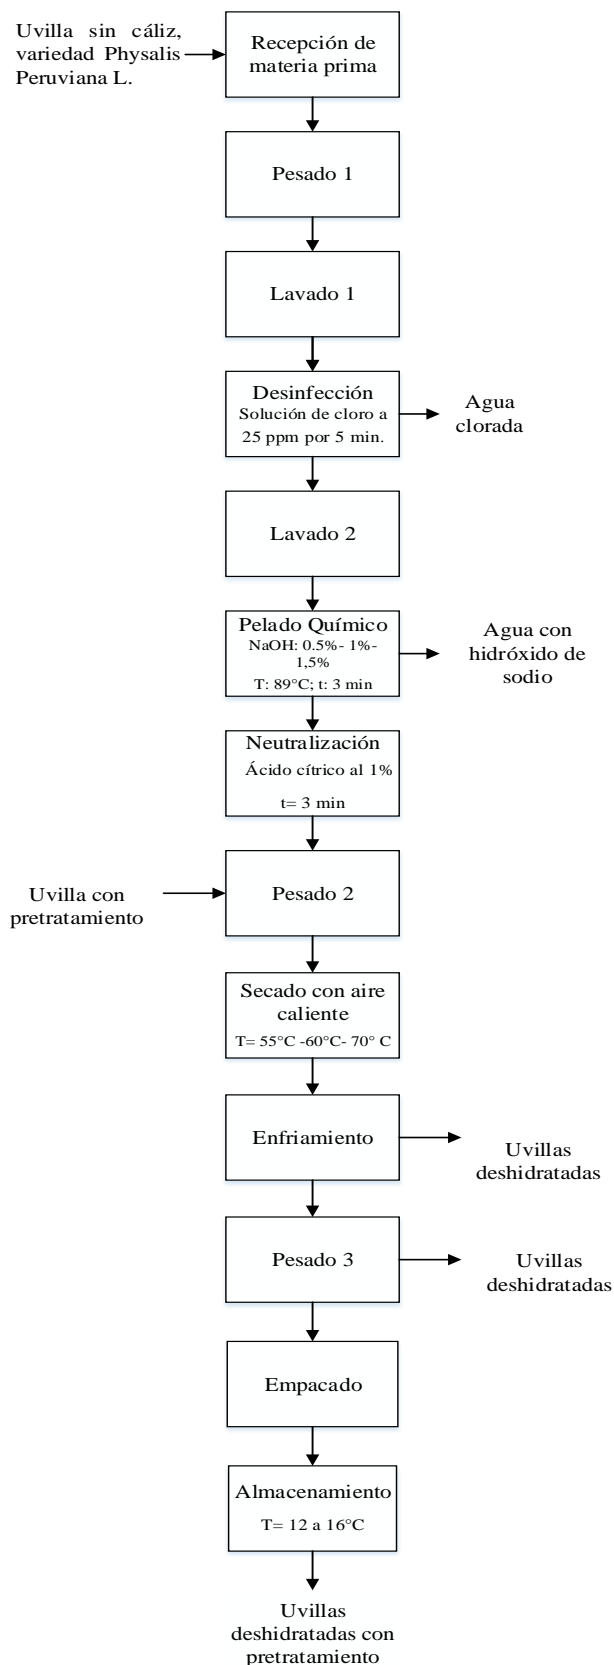 Uvilla sin cáliz,
variedad Physalis
Peruviana L.
Recepción de
materia prima
Pesado 1
Lavado 1
Desinfección
Solución de cloro a
25 ppm por 5 min.
Agua
clorada
Lavado 2
Pelado Químico
NaOH: 0.5%- 1%-
1,5%
T: 89°C; t: 3 min
Agua con
hidróxido de
sodio
Neutralización
Ácido cítrico al 1%
t= 3 min
Uvilla con
pretratamiento
Pesado 2
Secado con aire
caliente
T= 55°C -60°C- 70° C
Enfriamiento
Uvillas
deshidratadas
Pesado 3
Uvillas
deshidratadas
Empacado
Almacenamiento
T= 12 a 16°C
Uvillas
deshidratadas con
pretratamiento